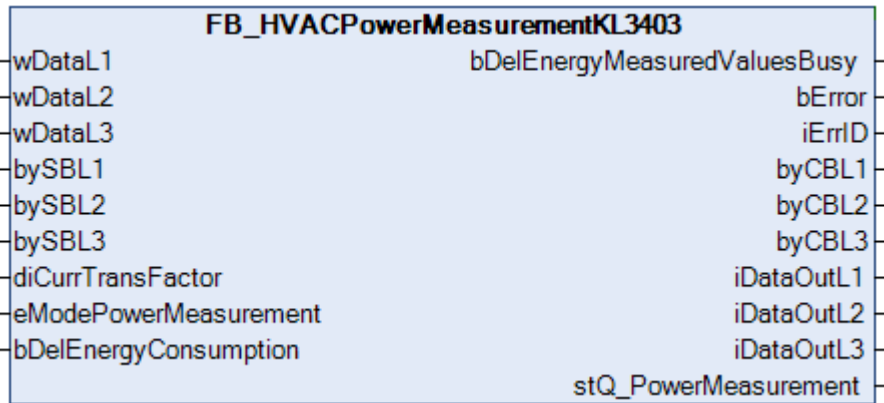 FB_HVACPowerMeasurementKL3403
wDataL1 bDelEnergyMeasuredValuesBusy
wDataL2 bError
wDataL3 iErrID
bySBL1 byCBL1
bySBL2 byCBL2
bySBL3 byCBL3
diCurrTransFactor iDataOutL1
eModePowerMeasurement iDataOutL2
bDelEnergyConsumption iDataOutL3
stQ_PowerMeasurement